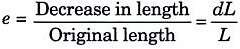 e = Decrease in length / Original length = dL / L